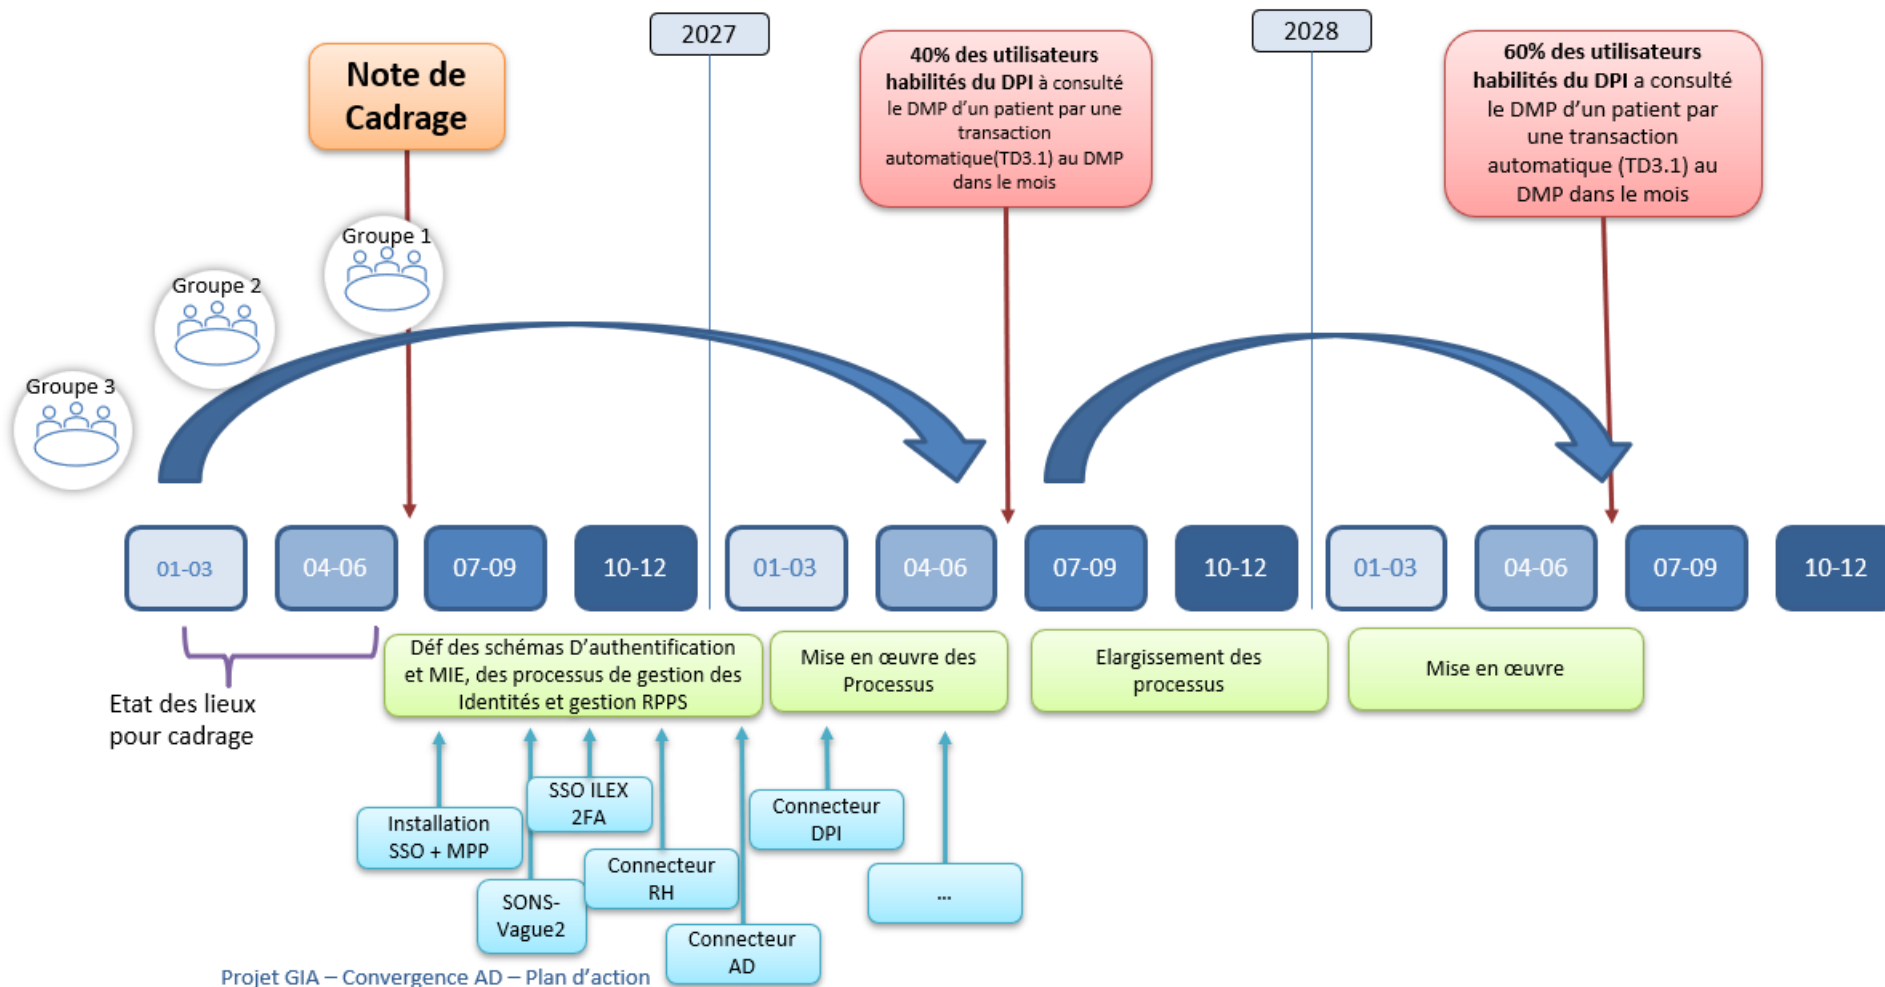 2027
2028
Note de
Cadrage
40% des utilisateurs
habilités du DPI à consulté
le DMP d'un patient par une
transaction
automatique(TD3.1) au DMP
dans le mois
60% des utilisateurs
habilités du DPI a consulté
le DMP d'un patient par
une transaction
automatique (TD3.1) au
DMP dans le mois
Groupe 1
Groupe 2
Groupe 3
01-03
04-06
07-09
10-12
01-03
04-06
07-09
10-12
01-03
04-06
07-09
10-12
Etat des lieux
pour cadrage
Déf des schémas D'authentification
et MIE, des processus de gestion des
Identités et gestion RPPS
Mise en œuvre des
Processus
Elargissement des
processus
Mise en œuvre
Installation
SSO + MPP
SONS-
Vague2
SSO ILEX
2FA
Connecteur
RH
Connecteur
AD
Connecteur
DPI
...
Projet GIA – Convergence AD – Plan d'action